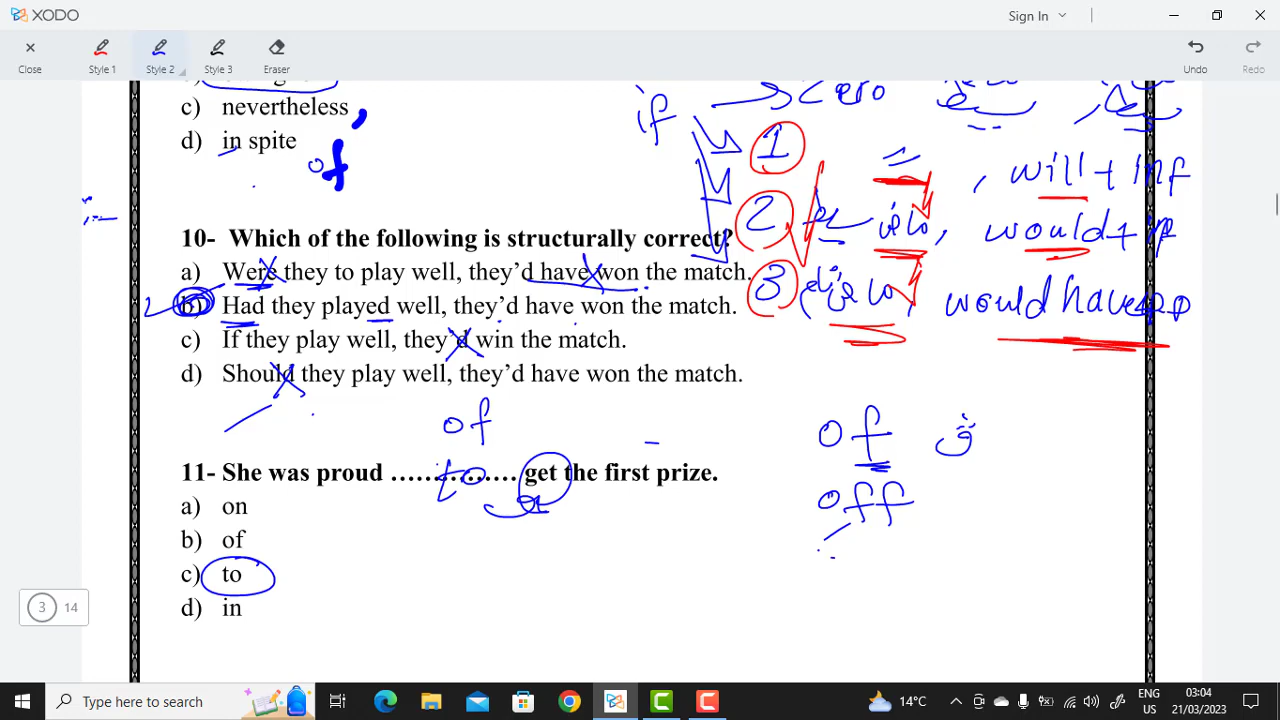 XODO
Sign In
Close
Style 1
Style 2
Style 3
Eraser
Undo
Redo
c) nevertheless,
d) in spite
of
if
Zero
1
, will + inf
2
, would + inf
3
would have + pp
10- Which of the following is structurally correct?
a) Were they to play well, they’d have won the match.
b) Had they played well, they’d have won the match.
c) If they play well, they’d win the match.
d) Should they play well, they’d have won the match.
of
of
11- She was proud …………… get the first prize.
to
off
a) on
b) of
c) to
d) in
3 14
Type here to search
14°C
ENG
US
03:04
21/03/2023